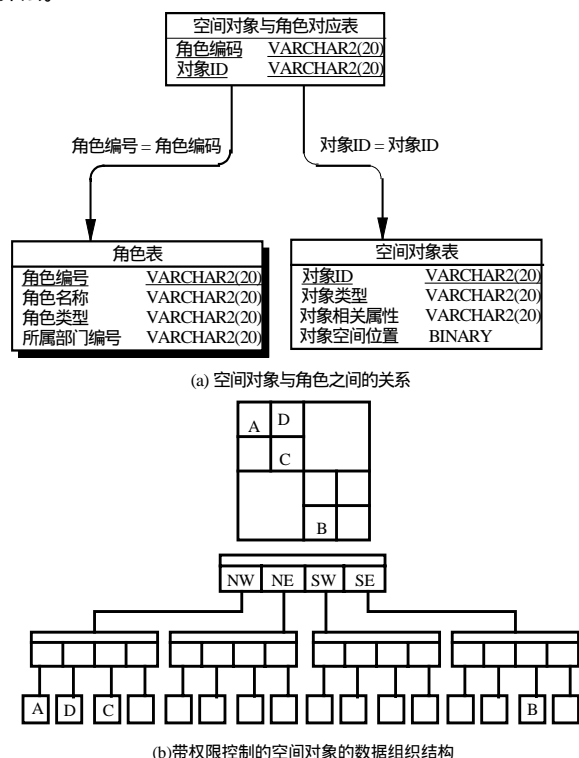 空间对象与角色对应表
角色编码 VARCHAR2(20)
对象ID VARCHAR2(20)
角色编号 = 角色编码
对象ID = 对象ID
角色表
角色编号 VARCHAR2(20)
角色名称 VARCHAR2(20)
角色类型 VARCHAR2(20)
所属部门编号 VARCHAR2(20)
空间对象表
对象ID VARCHAR2(20)
对象类型 VARCHAR2(20)
对象相关属性 VARCHAR2(20)
对象空间位置 BINARY
(a) 空间对象与角色之间的关系
A D
C
B
NW NE SW SE
A D C B
(b)带权限控制的空间对象的数据组织结构